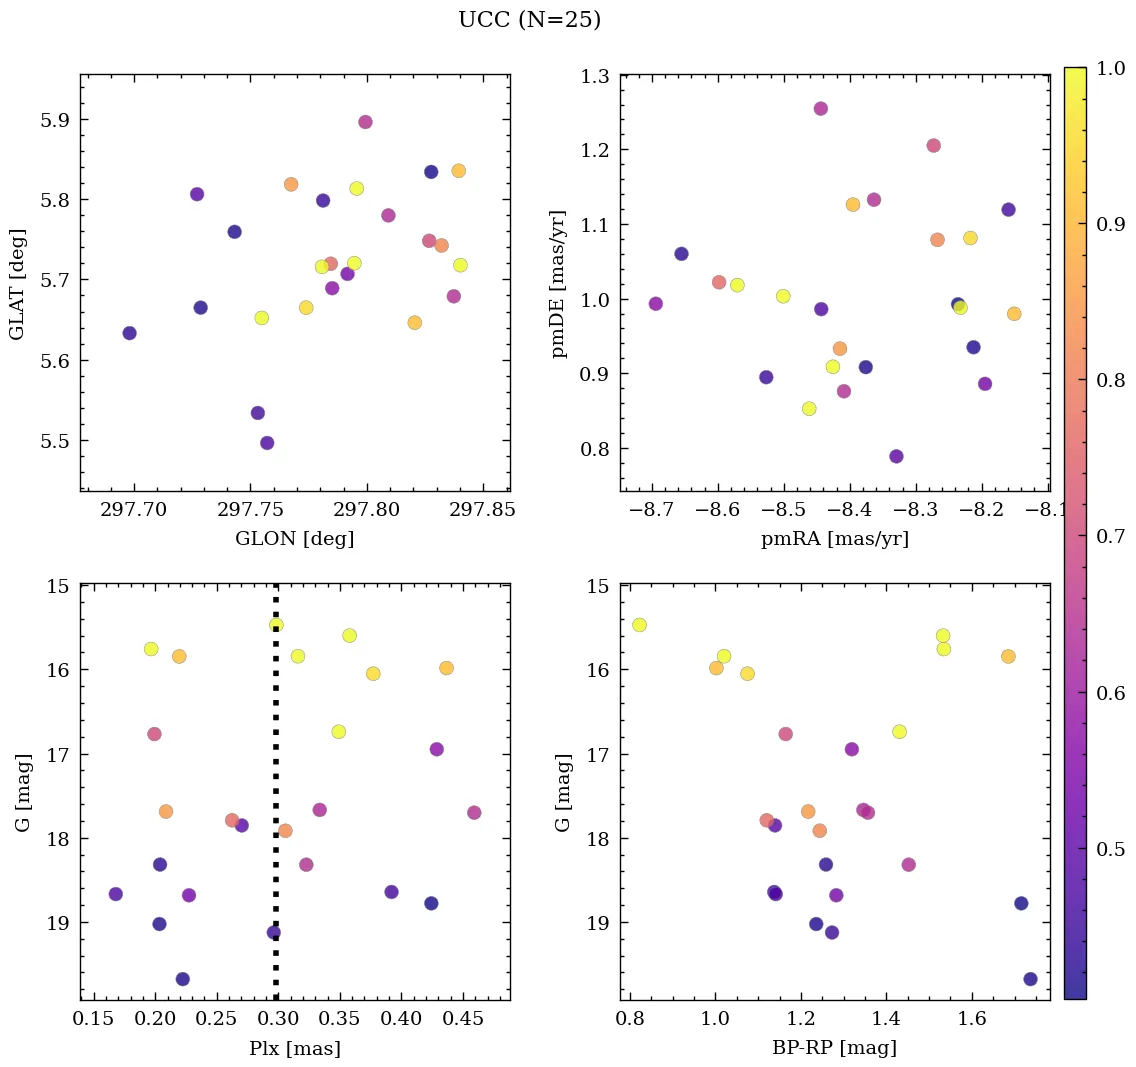 UCC (N=25)
5.9
5.8
5.7
5.6
5.5
GLAT [deg]
297.70 297.75 297.80 297.85
GLON [deg]
1.3
1.2
1.1
1.0
0.9
0.8
pmDE [mas/yr]
−8.7 −8.6 −8.5 −8.4 −8.3 −8.2 −8.1
pmRA [mas/yr]
15
16
17
18
19
G [mag]
0.15 0.20 0.25 0.30 0.35 0.40 0.45
Plx [mas]
15
16
17
18
19
G [mag]
0.8 1.0 1.2 1.4 1.6
BP-RP [mag]
1.0
0.9
0.8
0.7
0.6
0.5